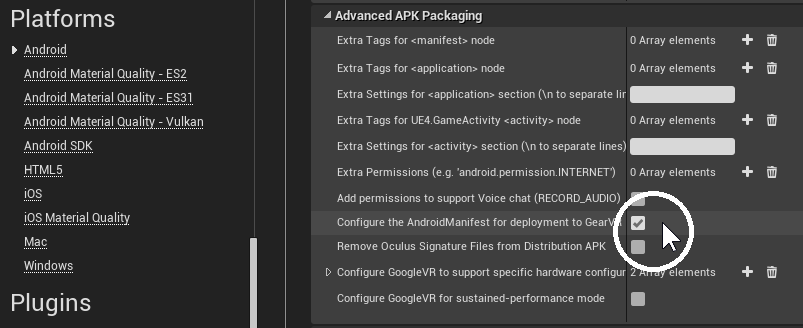 Platforms
Android
Android Material Quality - ES2
Android Material Quality - ES31
Android Material Quality - Vulkan
Android SDK
HTML5
iOS
iOS Material Quality
Mac
Windows
Plugins
Advanced APK Packaging
Extra Tags for <manifest> node 0 Array elements
Extra Tags for <application> node 0 Array elements
Extra Settings for <application> section (\n to separate lin
Extra Tags for UE4.GameActivity <activity> node 0 Array elements
Extra Settings for <activity> section (\n to separate lines)
Extra Permissions (e.g. 'android.permission.INTERNET') 0 Array elements
Add permissions to support Voice chat (RECORD_AUDIO)
Configure the AndroidManifest for deployment to GearV
Remove Oculus Signature Files from Distribution APK
Configure GoogleVR to support specific hardware configur 2 Array elements
Configure GoogleVR for sustained-performance mode